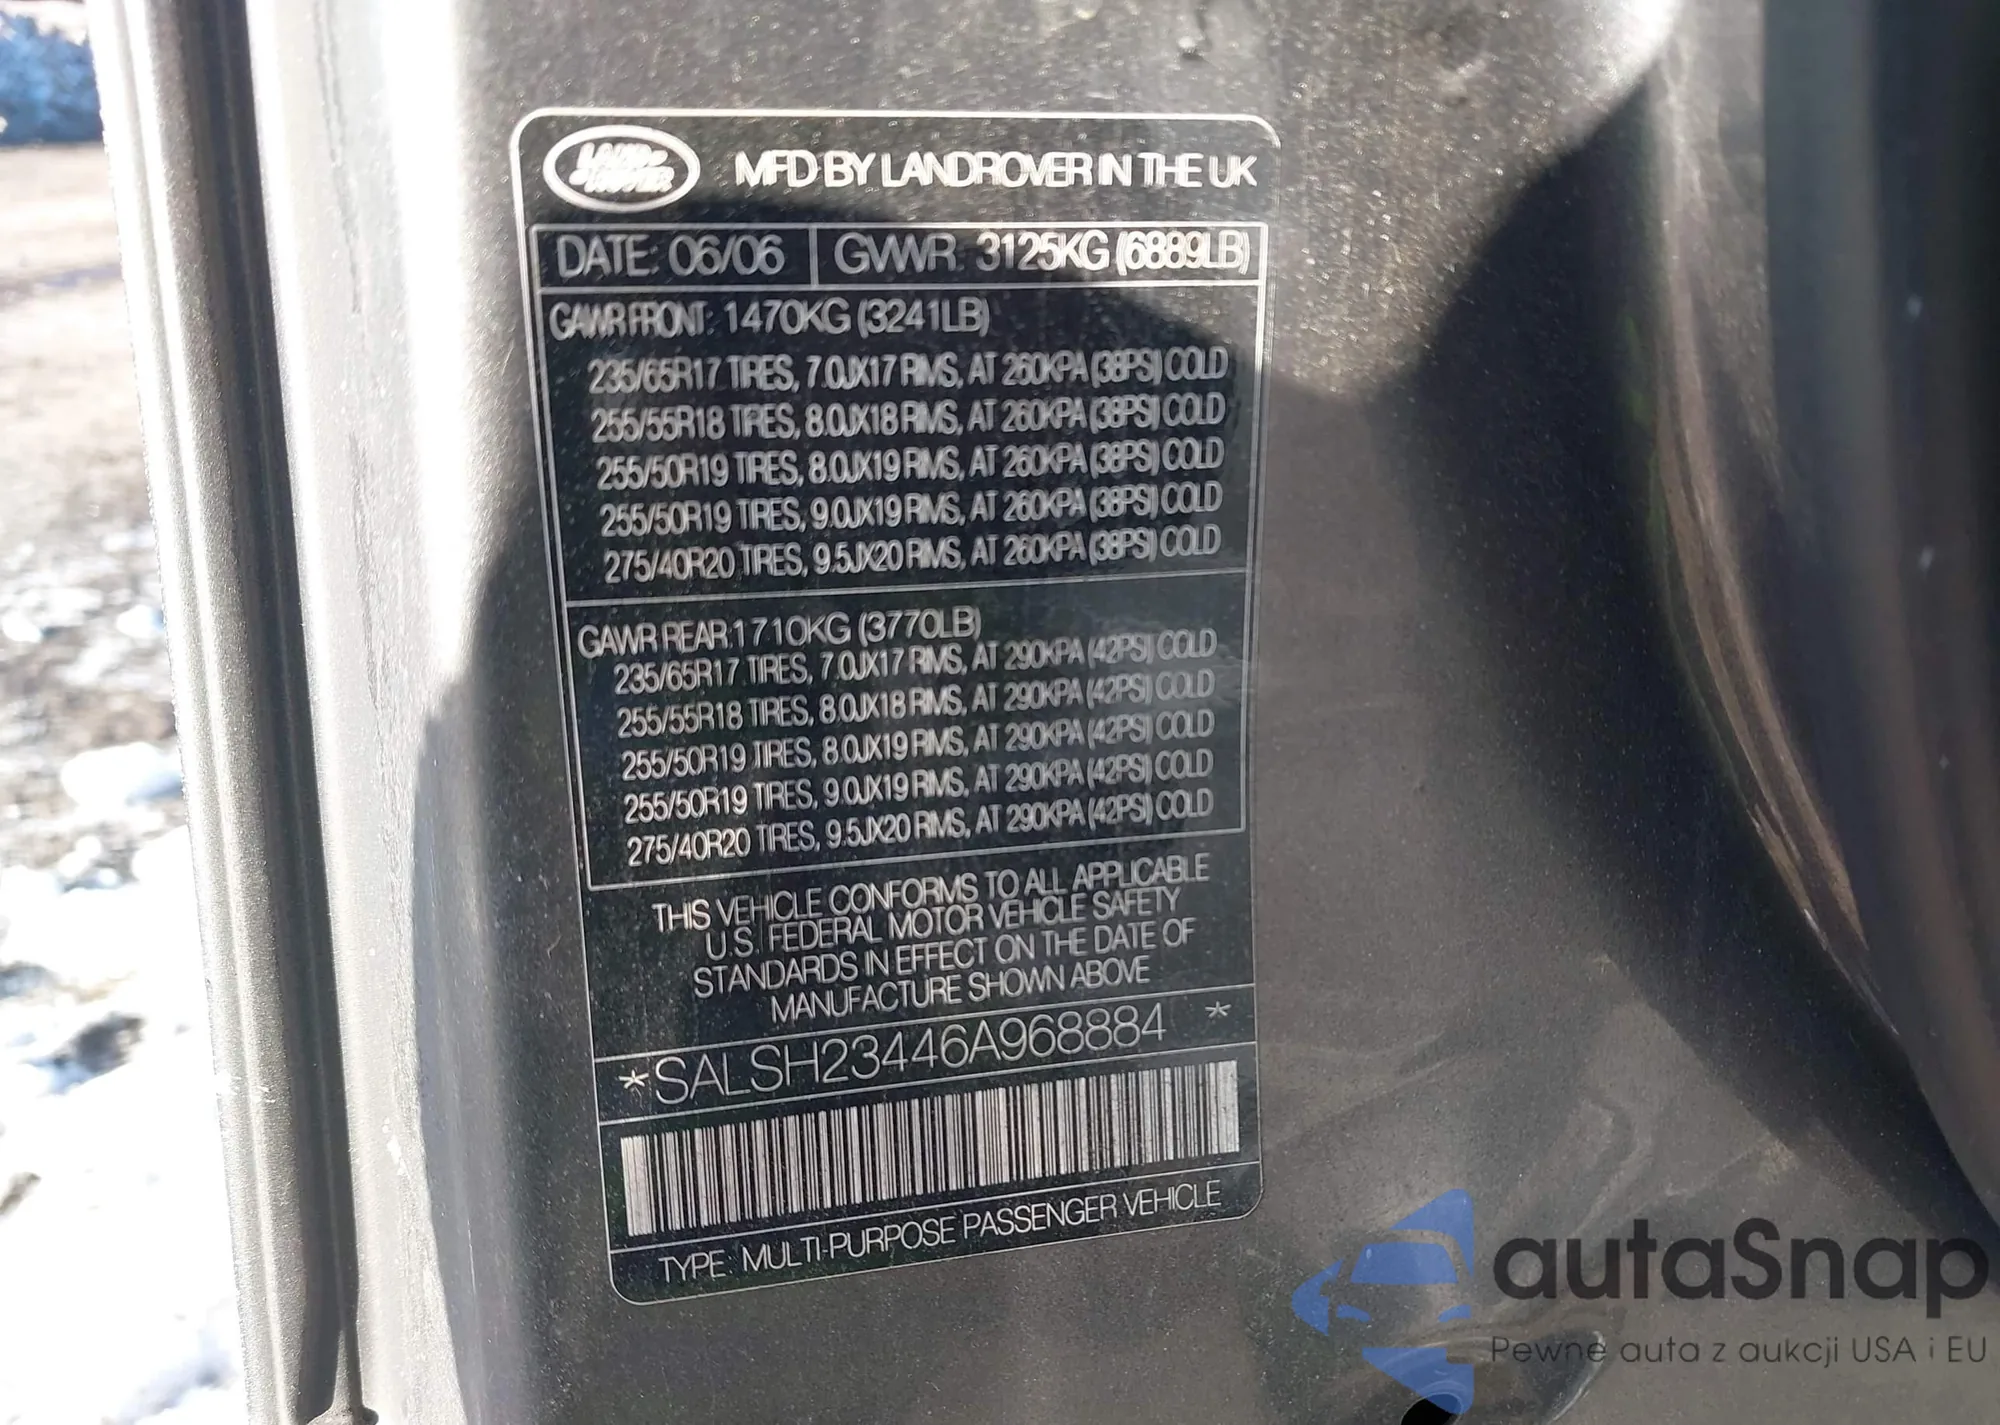 LAND ROVER MFD BY LANDROVER IN THE UK
DATE: 06/06 GVWR: 3125KG (6889LB)
GAWR FRONT: 1470KG (3241LB)
235/65R17 TIRES, 7.0JX17 RIMS, AT 260KPA (38PSI) COLD
255/55R18 TIRES, 8.0JX18 RIMS, AT 260KPA (38PSI) COLD
255/50R19 TIRES, 8.0JX19 RIMS, AT 260KPA (38PSI) COLD
255/50R19 TIRES, 9.0JX19 RIMS, AT 260KPA (38PSI) COLD
275/40R20 TIRES, 9.5JX20 RIMS, AT 260KPA (38PSI) COLD
GAWR REAR: 1710KG (3770LB)
235/65R17 TIRES, 7.0JX17 RIMS, AT 290KPA (42PSI) COLD
255/55R18 TIRES, 8.0JX18 RIMS, AT 290KPA (42PSI) COLD
255/50R19 TIRES, 8.0JX19 RIMS, AT 290KPA (42PSI) COLD
255/50R19 TIRES, 9.0JX19 RIMS, AT 290KPA (42PSI) COLD
275/40R20 TIRES, 9.5JX20 RIMS, AT 290KPA (42PSI) COLD
THIS VEHICLE CONFORMS TO ALL APPLICABLE
U.S. FEDERAL MOTOR VEHICLE SAFETY
STANDARDS IN EFFECT ON THE DATE OF
MANUFACTURE SHOWN ABOVE
*SALSH23446A968884 *
TYPE: MULTI-PURPOSE PASSENGER VEHICLE
autaSnap
Pewne auta z aukcji USA i EU